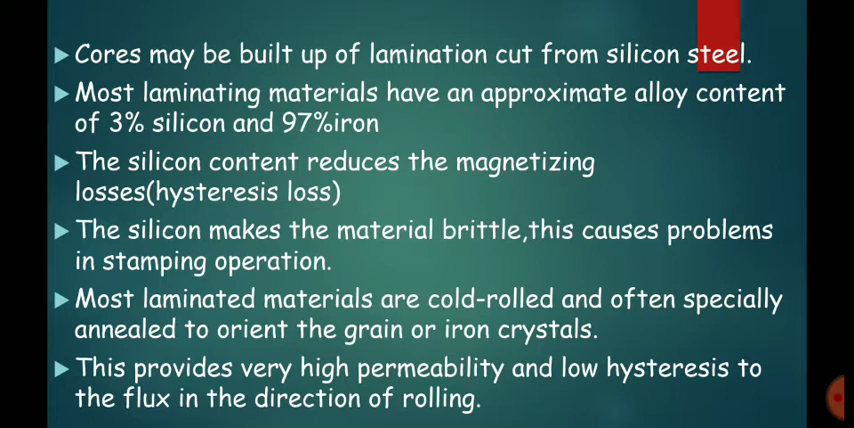 Cores may be built up of lamination cut from silicon steel.
Most laminating materials have an approximate alloy content
of 3% silicon and 97%iron
The silicon content reduces the magnetizing
losses(hysteresis loss)
The silicon makes the material brittle,this causes problems
in stamping operation.
Most laminated materials are cold-rolled and often specially
annealed to orient the grain or iron crystals.
This provides very high permeability and low hysteresis to
the flux in the direction of rolling.